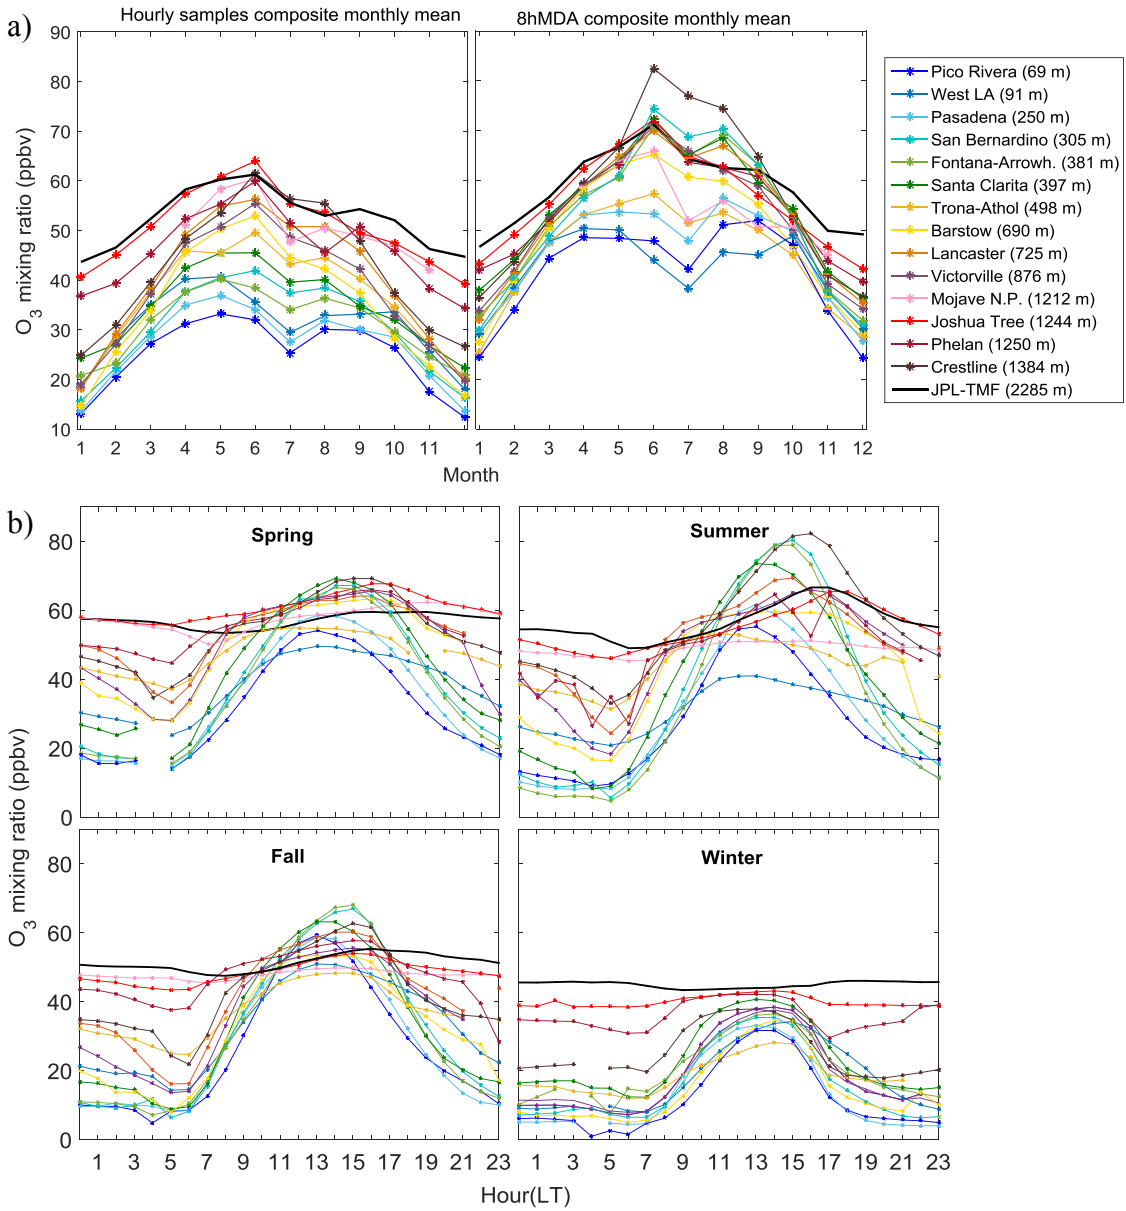 a)
Hourly samples composite monthly mean
8hMDA composite monthly mean
O3 mixing ratio (ppbv)
90
80
70
60
50
40
30
20
10
1 2 3 4 5 6 7 8 9 10 11
1 2 3 4 5 6 7 8 9 10 11 12
Month
Pico Rivera (69 m)
West LA (91 m)
Pasadena (250 m)
San Bernardino (305 m)
Fontana-Arrowh. (381 m)
Santa Clarita (397 m)
Trona-Athol (498 m)
Barstow (690 m)
Lancaster (725 m)
Victorville (876 m)
Mojave N.P. (1212 m)
Joshua Tree (1244 m)
Phelan (1250 m)
Crestline (1384 m)
JPL-TMF (2285 m)
b)
Spring
Summer
80
60
40
20
0
O3 mixing ratio (ppbv)
Fall
Winter
80
60
40
20
0
1 3 5 7 9 11 13 15 17 19 21 23
1 3 5 7 9 11 13 15 17 19 21 23
Hour(LT)